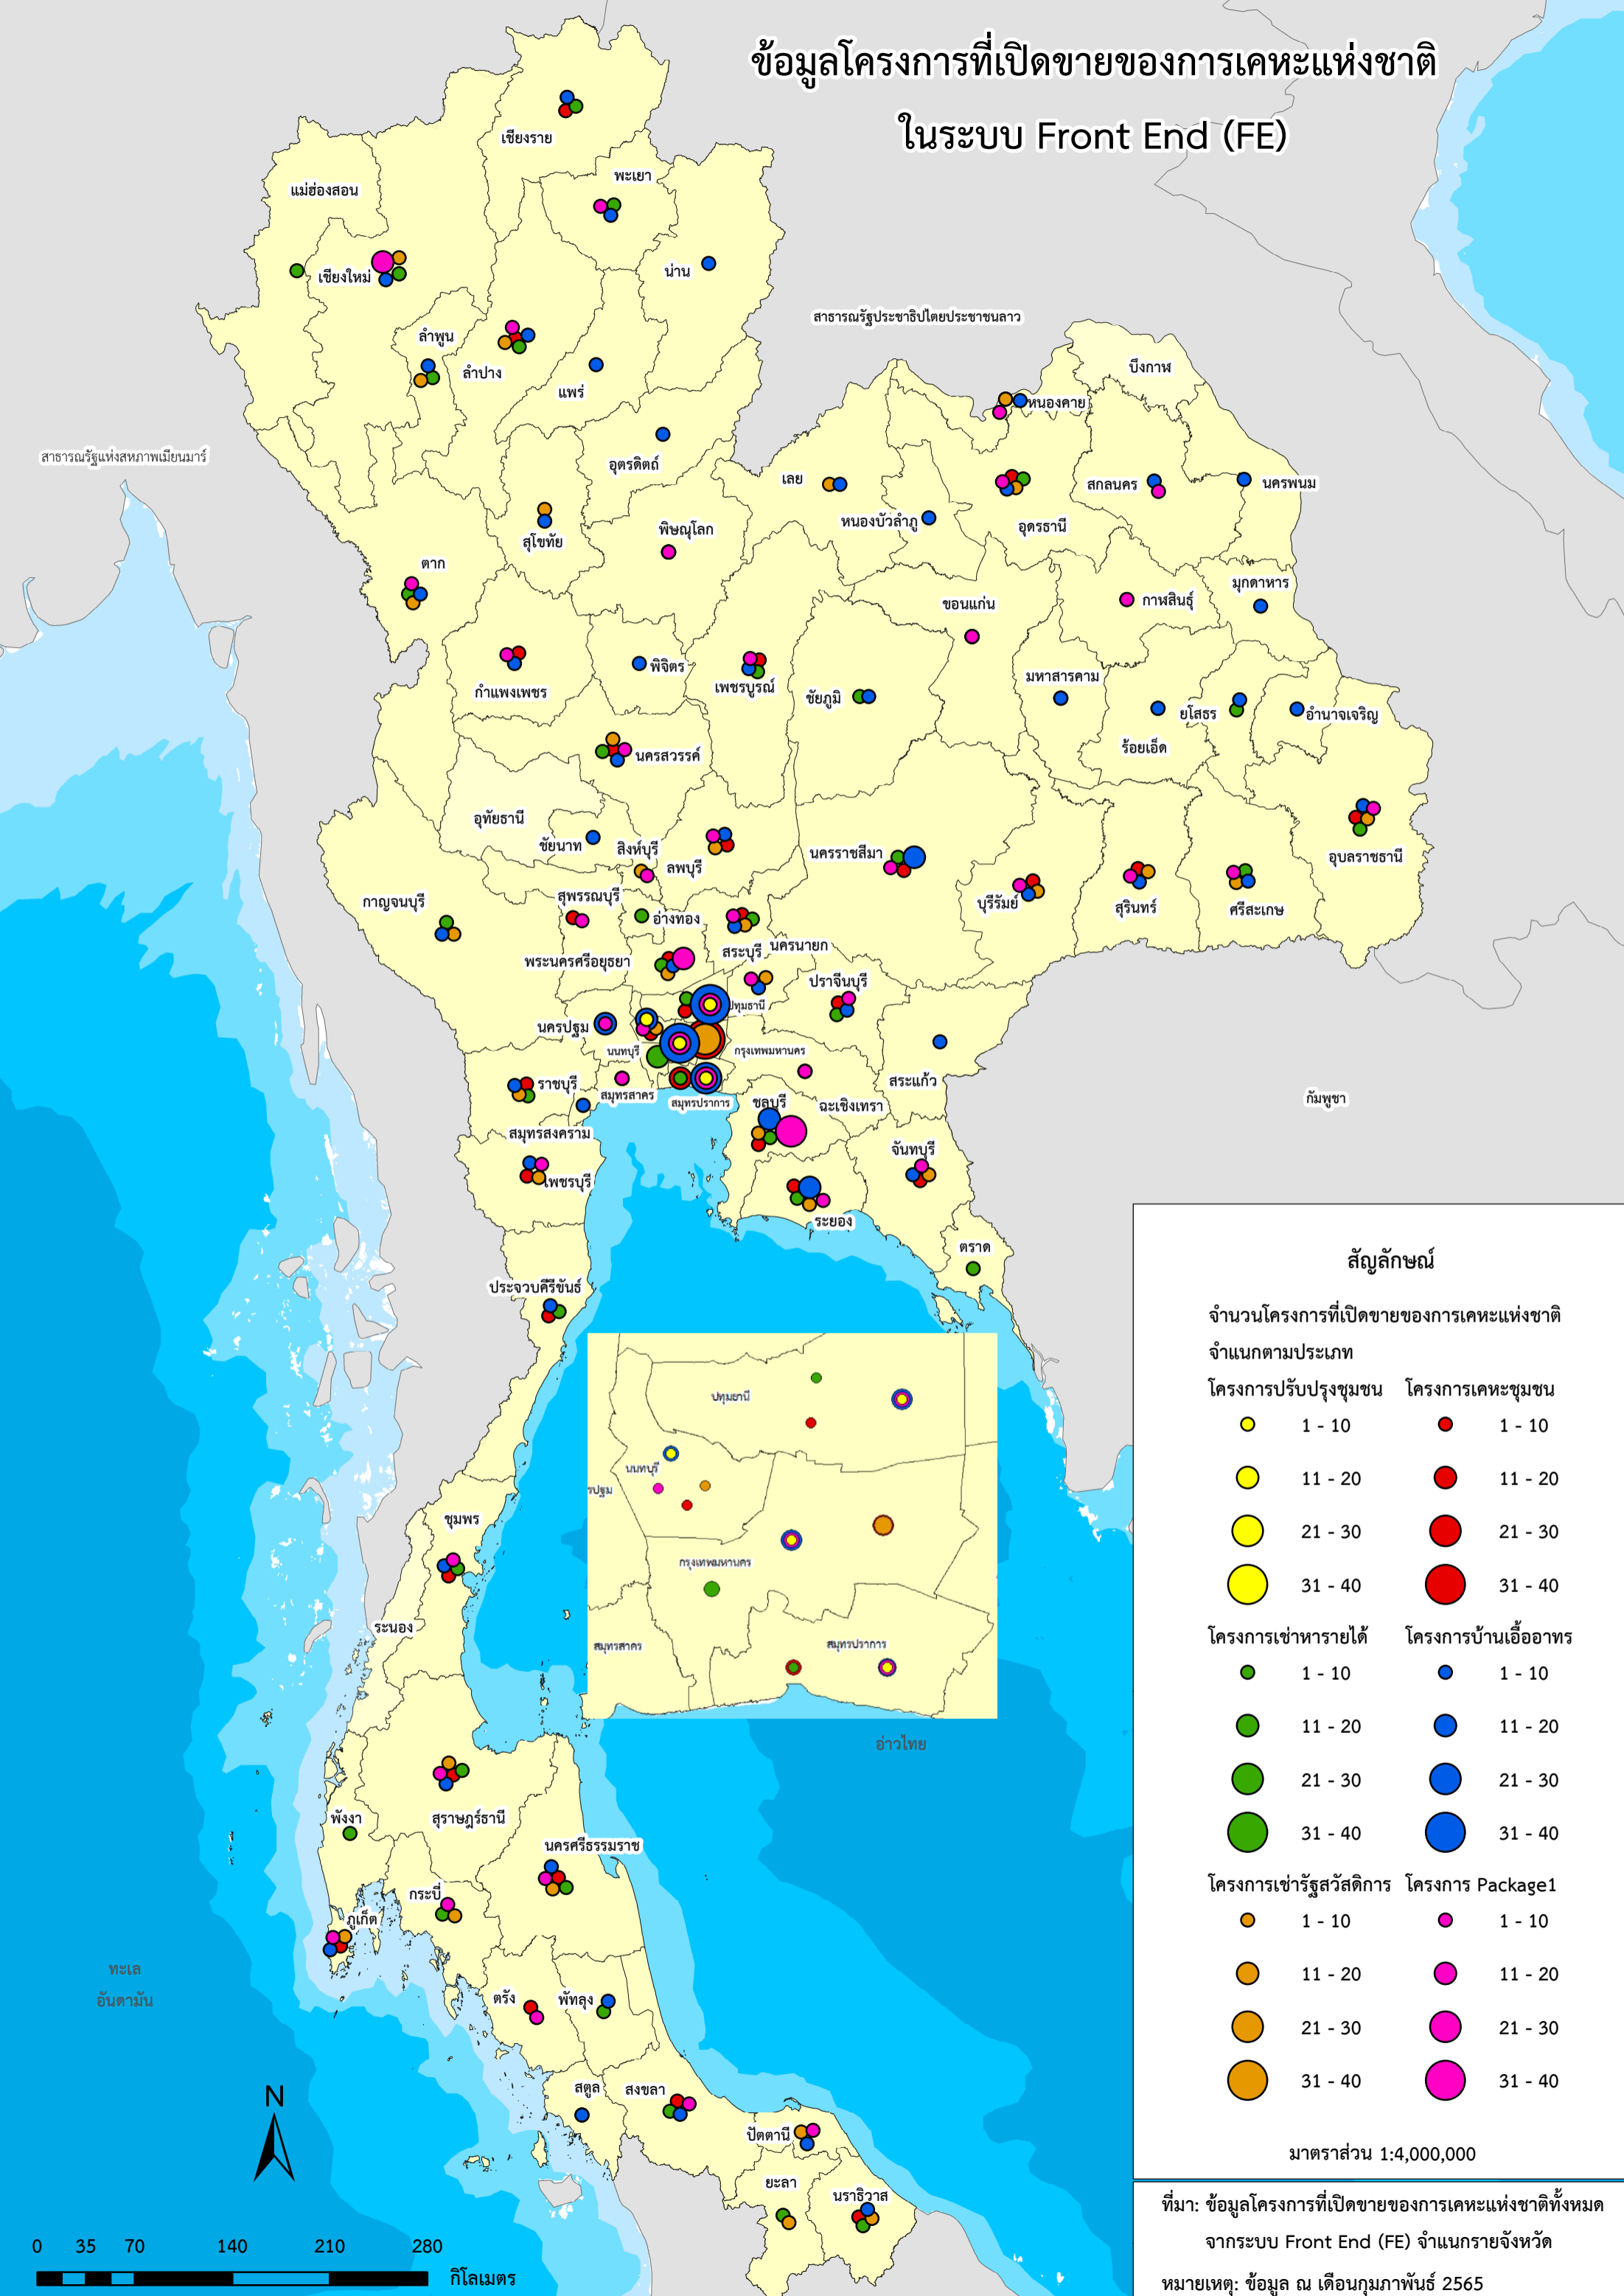 ข้อมูลโครงการที่เปิดขายของการเคหะแห่งชาติ
ในระบบ Front End (FE)
เชียงราย
พะเยา
แม่ฮ่องสอน
เชียงใหม่
น่าน
สาธารณรัฐประชาธิปไตยประชาชนลาว
ลำพูน
ลำปาง
แพร่
บึงกาฬ
หนองคาย
สาธารณรัฐแห่งสหภาพเมียนมาร์
อุตรดิตถ์
เลย
สกลนคร
นครพนม
หนองบัวลำภู
อุดรธานี
สุโขทัย
พิษณุโลก
ตาก
มุกดาหาร
ขอนแก่น
กาฬสินธุ์
พิจิตร
กำแพงเพชร
เพชรบูรณ์
ชัยภูมิ
มหาสารคาม
ร้อยเอ็ด
ยโสธร
อำนาจเจริญ
นครสวรรค์
อุทัยธานี
ชัยนาท
สิงห์บุรี
ลพบุรี
นครราชสีมา
อุบลราชธานี
บุรีรัมย์
สุรินทร์
ศรีสะเกษ
กาญจนบุรี
สุพรรณบุรี
อ่างทอง
พระนครศรีอยุธยา
สระบุรี
นครนายก
ปราจีนบุรี
ปทุมธานี
นครปฐม
นนทบุรี
กรุงเทพมหานคร
สระแก้ว
ราชบุรี
สมุทรสาคร
สมุทรปราการ
ชลบุรี
ฉะเชิงเทรา
กัมพูชา
สมุทรสงคราม
เพชรบุรี
จันทบุรี
ระยอง
ตราด
ประจวบคีรีขันธ์
ปทุมธานี
นนทบุรี
รปฐม
กรุงเทพมหานคร
สมุทรสาคร
สมุทรปราการ
อ่าวไทย
ชุมพร
ระนอง
พังงา
สุราษฎร์ธานี
นครศรีธรรมราช
กระบี่
ภูเก็ต
ทะเล
อันดามัน
ตรัง
พัทลุง
สตูล
สงขลา
ปัตตานี
ยะลา
นราธิวาส
N
0 35 70 140 210 280
กิโลเมตร
สัญลักษณ์
จำนวนโครงการที่เปิดขายของการเคหะแห่งชาติ
จำแนกตามประเภท
โครงการปรับปรุงชุมชน โครงการเคหะชุมชน
1 - 10 1 - 10
11 - 20 11 - 20
21 - 30 21 - 30
31 - 40 31 - 40
โครงการเช่าหารายได้ โครงการบ้านเอื้ออาทร
1 - 10 1 - 10
11 - 20 11 - 20
21 - 30 21 - 30
31 - 40 31 - 40
โครงการเช่ารัฐสวัสดิการ โครงการ Package1
1 - 10 1 - 10
11 - 20 11 - 20
21 - 30 21 - 30
31 - 40 31 - 40
มาตราส่วน 1:4,000,000
ที่มา: ข้อมูลโครงการที่เปิดขายของการเคหะแห่งชาติทั้งหมด
จากระบบ Front End (FE) จำแนกรายจังหวัด
หมายเหตุ: ข้อมูล ณ เดือนกุมภาพันธ์ 2565